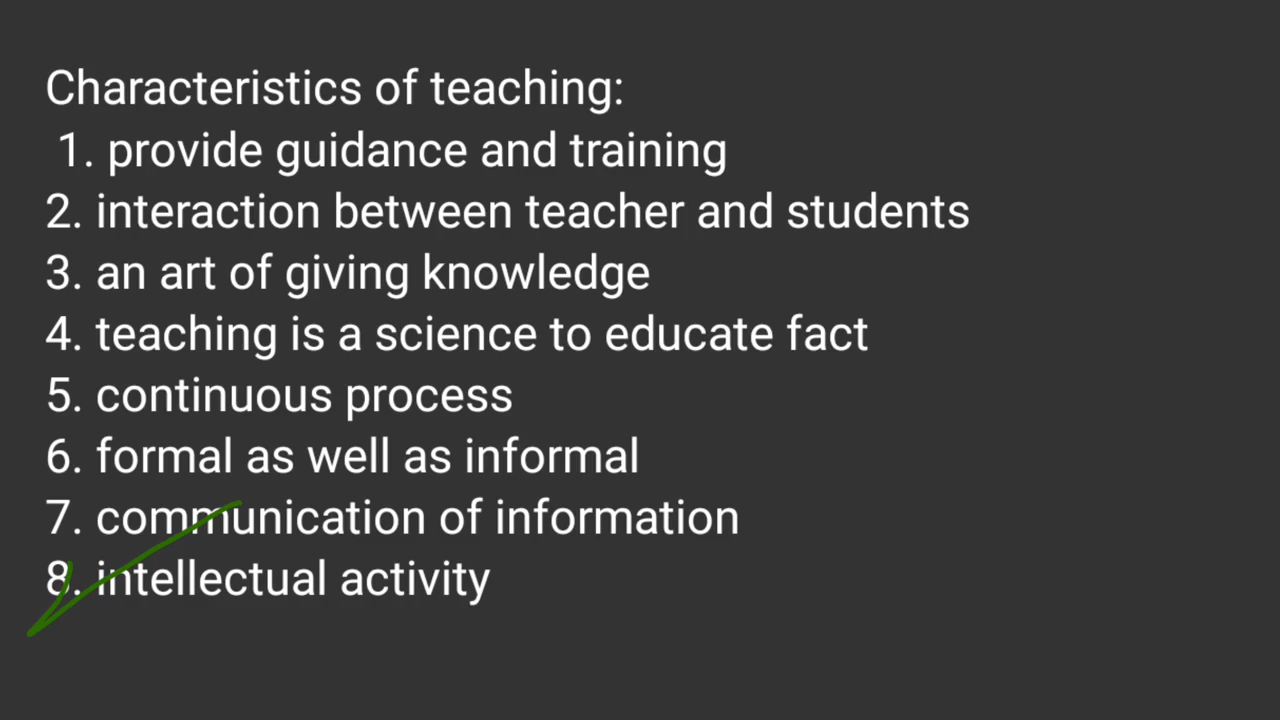 Characteristics of teaching:
1. provide guidance and training
2. interaction between teacher and students
3. an art of giving knowledge
4. teaching is a science to educate fact
5. continuous process
6. formal as well as informal
7. communication of information
8. intellectual activity